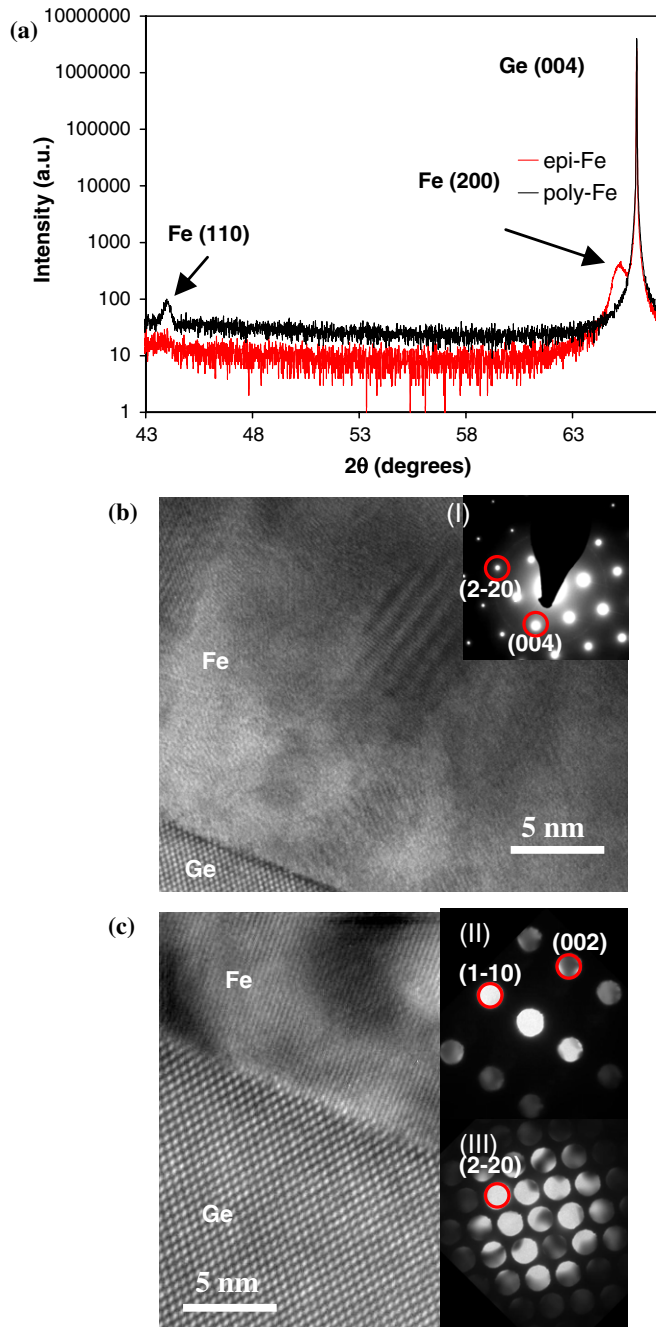 (a)
10000000
1000000
100000
10000
1000
100
10
1
Intensity (a.u.)
Ge (004)
epi-Fe
poly-Fe
Fe (200)
Fe (110)
43 48 53 58 63
2θ (degrees)
(b)
(I)
(2-20)
(004)
Fe
Ge
5 nm
(c)
(II)
(002)
(1-10)
Fe
(III)
(2-20)
Ge
5 nm